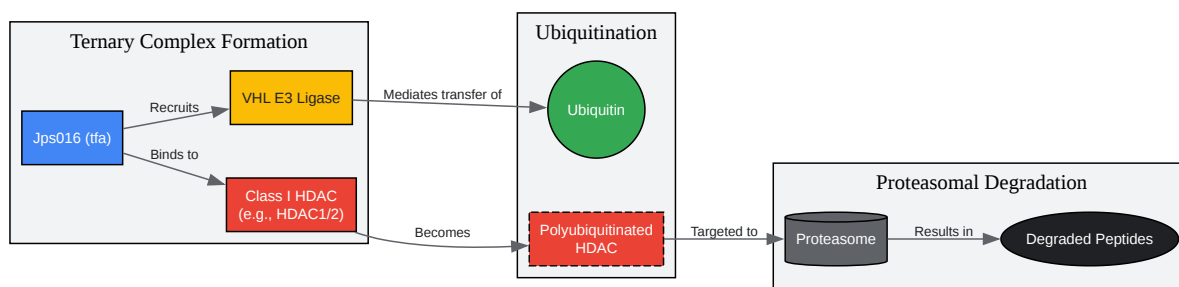 Ternary Complex Formation
Jps016 (tfa)
Recruits
Binds to
VHL E3 Ligase
Class I HDAC
(e.g., HDAC1/2)
Mediates transfer of
Becomes
Ubiquitination
Ubiquitin
Polyubiquitinated
HDAC
Targeted to
Proteasomal Degradation
Proteasome
Results in
Degraded Peptides